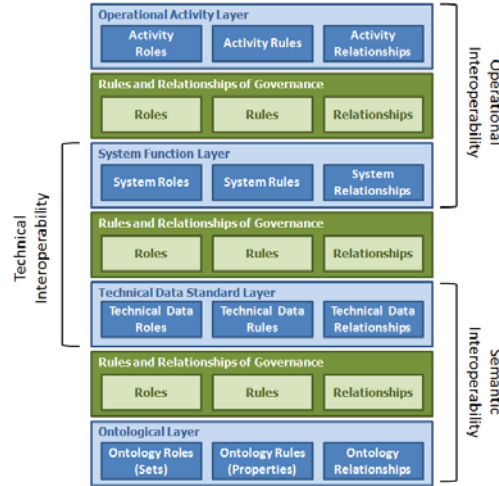 Operational Activity Layer
Activity
Roles
Activity Rules
Activity
Relationships
Rules and Relationships of Governance
Roles
Rules
Relationships
System Function Layer
System Roles
System Rules
System
Relationships
Rules and Relationships of Governance
Roles
Rules
Relationships
Technical Data Standard Layer
Technical Data
Roles
Technical Data
Rules
Technical Data
Relationships
Rules and Relationships of Governance
Roles
Rules
Relationships
Ontological Layer
Ontology Roles
(Sets)
Ontology Rules
(Properties)
Ontology
Relationships
Technical
Interoperability
Operational
Interoperability
Semantic
Interoperability